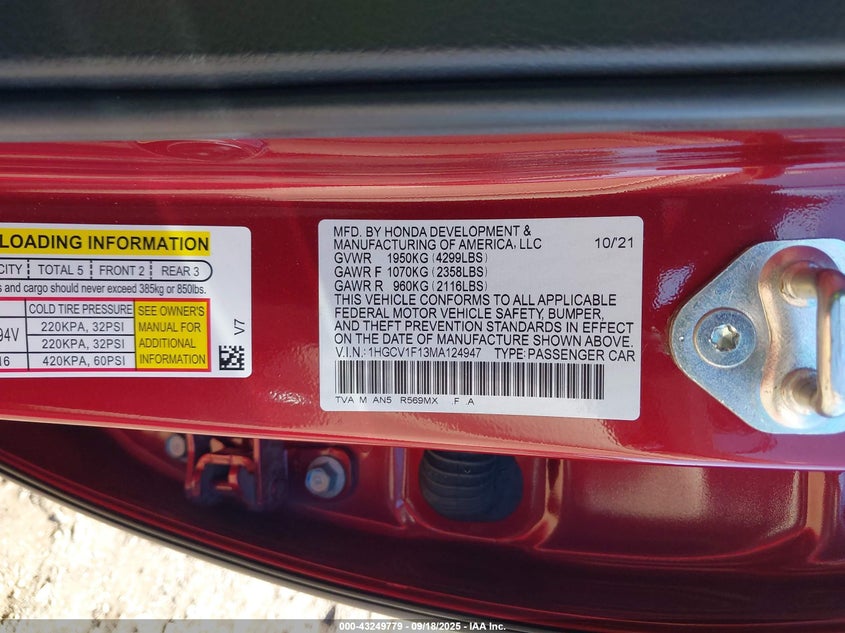 LOADING INFORMATION
CITY TOTAL 5 FRONT 2 REAR 3
s and cargo should never exceed 385kg or 850lbs.
COLD TIRE PRESSURE
94V 220KPA, 32PSI
220KPA, 32PSI
16 420KPA, 60PSI
SEE OWNER'S
MANUAL FOR
ADDITIONAL
INFORMATION
V7
MFD. BY HONDA DEVELOPMENT &
MANUFACTURING OF AMERICA, LLC 10/'21
GVWR 1950KG (4299LBS)
GAWR F 1070KG (2358LBS)
GAWR R 960KG (2116LBS)
THIS VEHICLE CONFORMS TO ALL APPLICABLE
FEDERAL MOTOR VEHICLE SAFETY, BUMPER,
AND THEFT PREVENTION STANDARDS IN EFFECT
ON THE DATE OF MANUFACTURE SHOWN ABOVE.
V.I.N.: 1HGCV1F13MA124947 TYPE: PASSENGER CAR
TVA M AN5 R569MX .F A
000-43249779 - 09/18/2025 - IAA Inc.